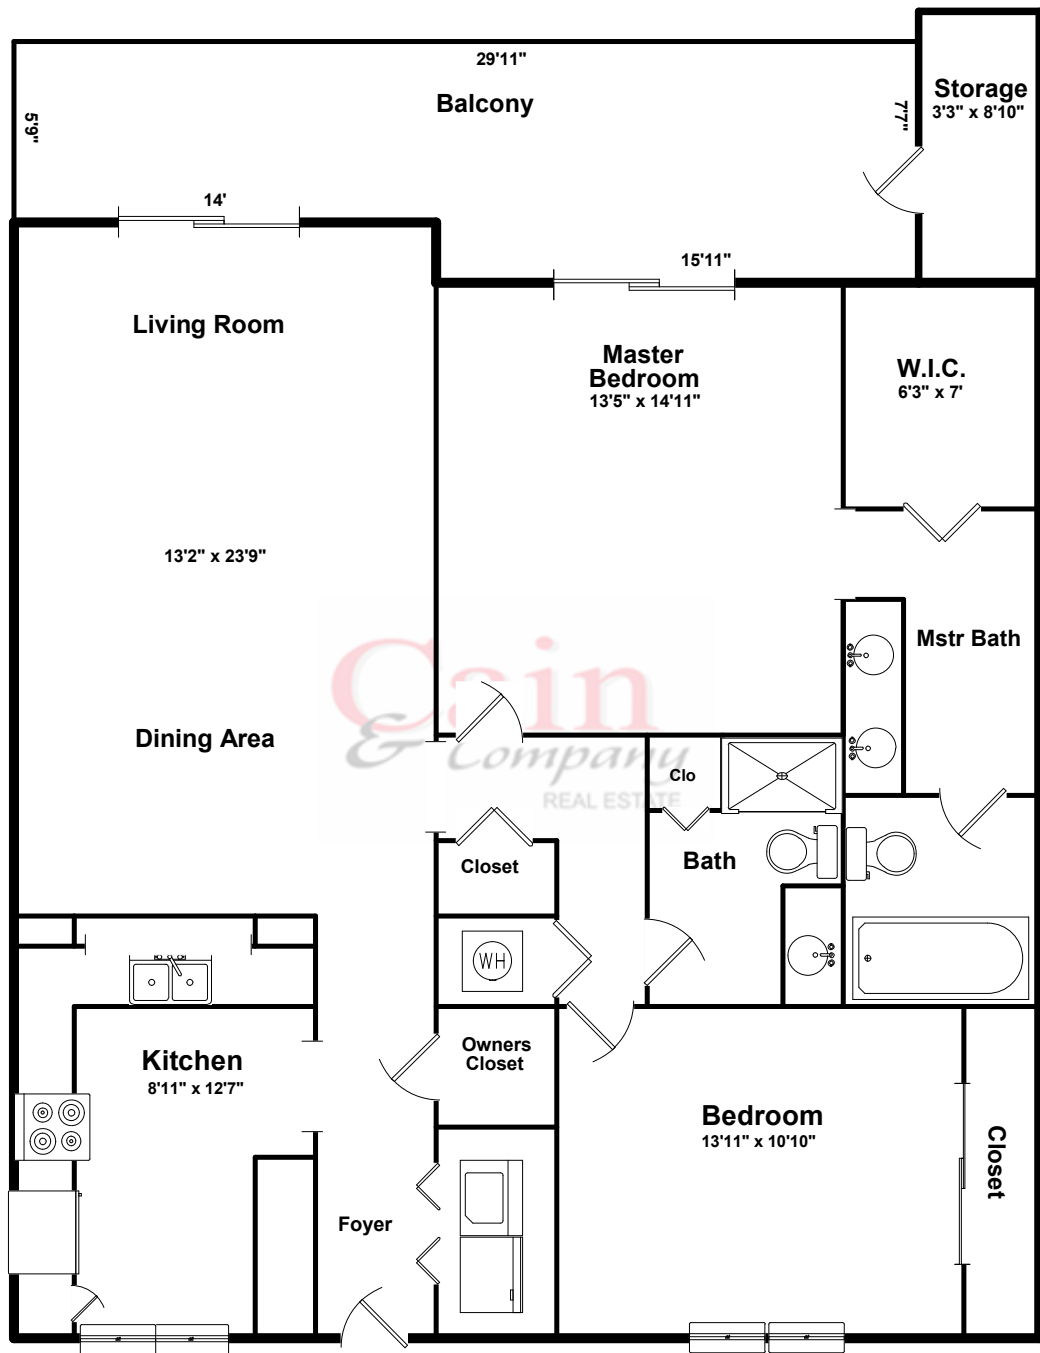 29'11"
Balcony
5'9"
7'7"
Storage
3'3" x 8'10"
14'
15'11"
Living Room
Master
Bedroom
13'5" x 14'11"
W.I.C.
6'3" x 7'
13'2" x 23'9"
Mstr Bath
Cain
& Company
REAL ESTATE
Dining Area
Clo
Bath
Closet
WH
Owners
Closet
Kitchen
8'11" x 12'7"
Bedroom
13'11" x 10'10"
Closet
Foyer